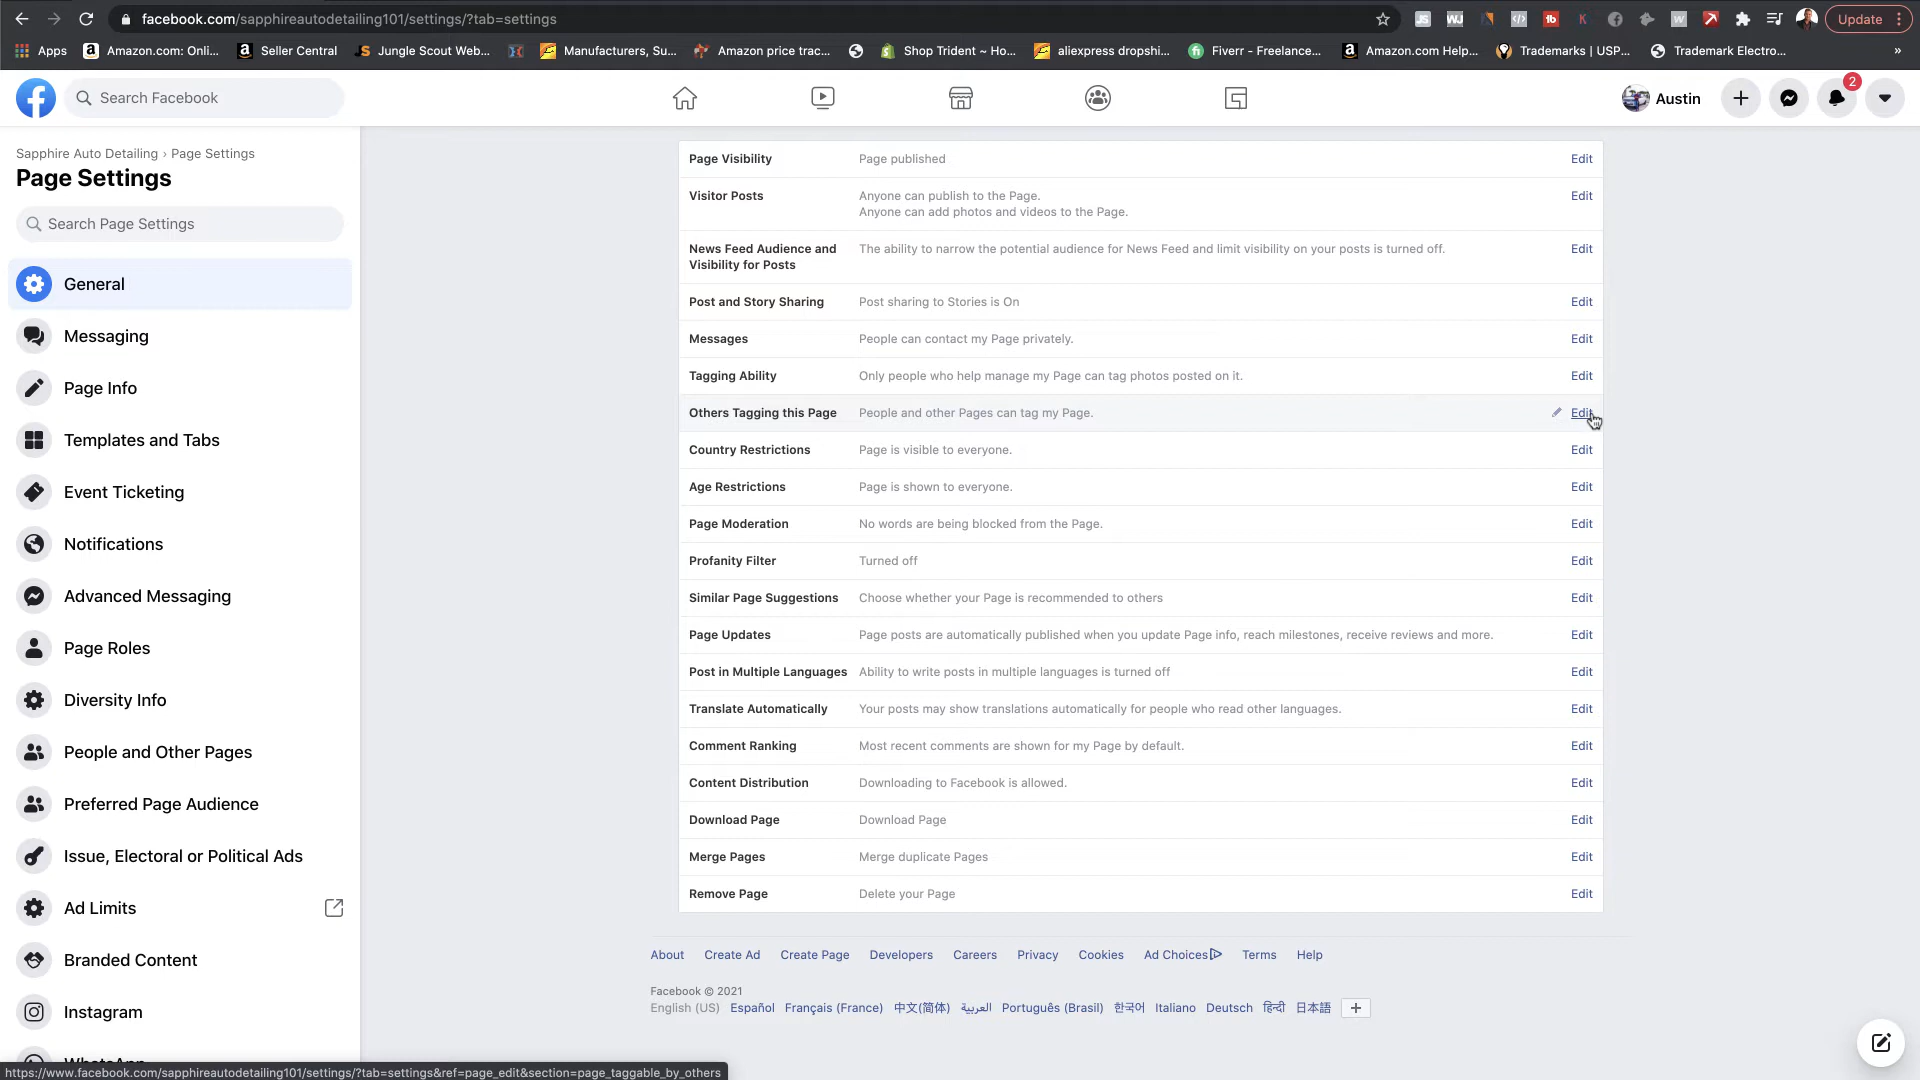 facebook.com/sapphireautodetailing101/settings/?tab=settings
Update
Apps
Amazon.com: Onli...
Seller Central
Jungle Scout Web...
Manufacturers, Su...
Amazon price trac...
Shop Trident ~ Ho...
aliexpress dropshi...
Fiverr - Freelance...
Amazon.com Help...
Trademarks | USP...
Trademark Electro...
»
Search Facebook
Austin
2
Sapphire Auto Detailing › Page Settings
Page Settings
Search Page Settings
General
Messaging
Page Info
Templates and Tabs
Event Ticketing
Notifications
Advanced Messaging
Page Roles
Diversity Info
People and Other Pages
Preferred Page Audience
Issue, Electoral or Political Ads
Ad Limits
Branded Content
Instagram
WhatsApp
Page Visibility Page published Edit
Visitor Posts Anyone can publish to the Page. Edit
Anyone can add photos and videos to the Page.
News Feed Audience and The ability to narrow the potential audience for News Feed and limit visibility on your posts is turned off. Edit
Visibility for Posts
Post and Story Sharing Post sharing to Stories is On Edit
Messages People can contact my Page privately. Edit
Tagging Ability Only people who help manage my Page can tag photos posted on it. Edit
Others Tagging this Page People and other Pages can tag my Page. Edit
Country Restrictions Page is visible to everyone. Edit
Age Restrictions Page is shown to everyone. Edit
Page Moderation No words are being blocked from the Page. Edit
Profanity Filter Turned off Edit
Similar Page Suggestions Choose whether your Page is recommended to others Edit
Page Updates Page posts are automatically published when you update Page info, reach milestones, receive reviews and more. Edit
Post in Multiple Languages Ability to write posts in multiple languages is turned off Edit
Translate Automatically Your posts may show translations automatically for people who read other languages. Edit
Comment Ranking Most recent comments are shown for my Page by default. Edit
Content Distribution Downloading to Facebook is allowed. Edit
Download Page Download Page Edit
Merge Pages Merge duplicate Pages Edit
Remove Page Delete your Page Edit
About Create Ad Create Page Developers Careers Privacy Cookies Ad Choices Terms Help
Facebook © 2021
English (US) Español Français (France) 中文(简体) العربية Português (Brasil) 한국어 Italiano Deutsch हिन्दी 日本語
https://www.facebook.com/sapphireautodetailing101/settings/?tab=settings&ref=page_edit&section=page_taggable_by_others